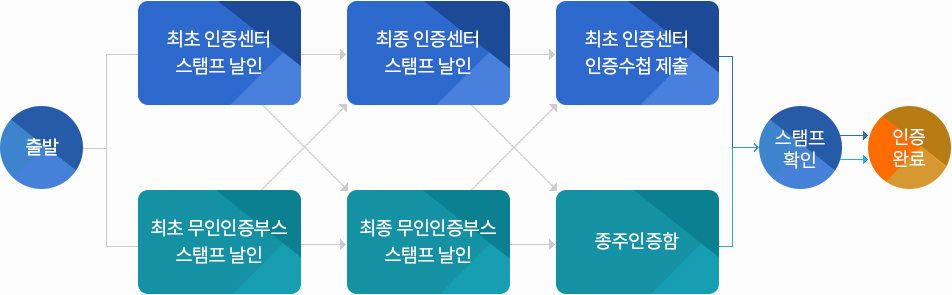 출발
최초 인증센터
스탬프 날인
최종 인증센터
스탬프 날인
최초 인증센터
인증수첩 제출
최초 무인인증부스
스탬프 날인
최종 무인인증부스
스탬프 날인
종주인증함
스탬프
확인
인증
완료